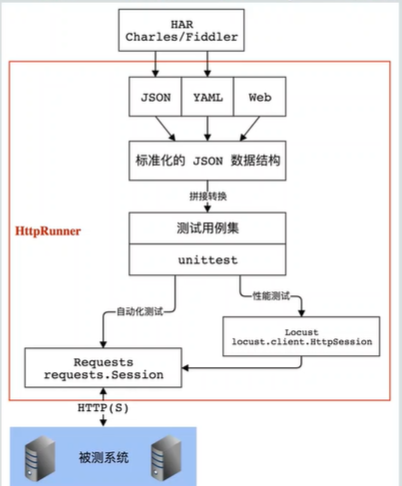 HAR
Charles/Fiddler
JSON
YAML
Web
标准化的 JSON 数据结构
拼接转换
HttpRunner
测试用例集
unittest
自动化测试
性能测试
Locust
locust.client.HttpSession
Requests
requests.Session
HTTP(S)
被测系统